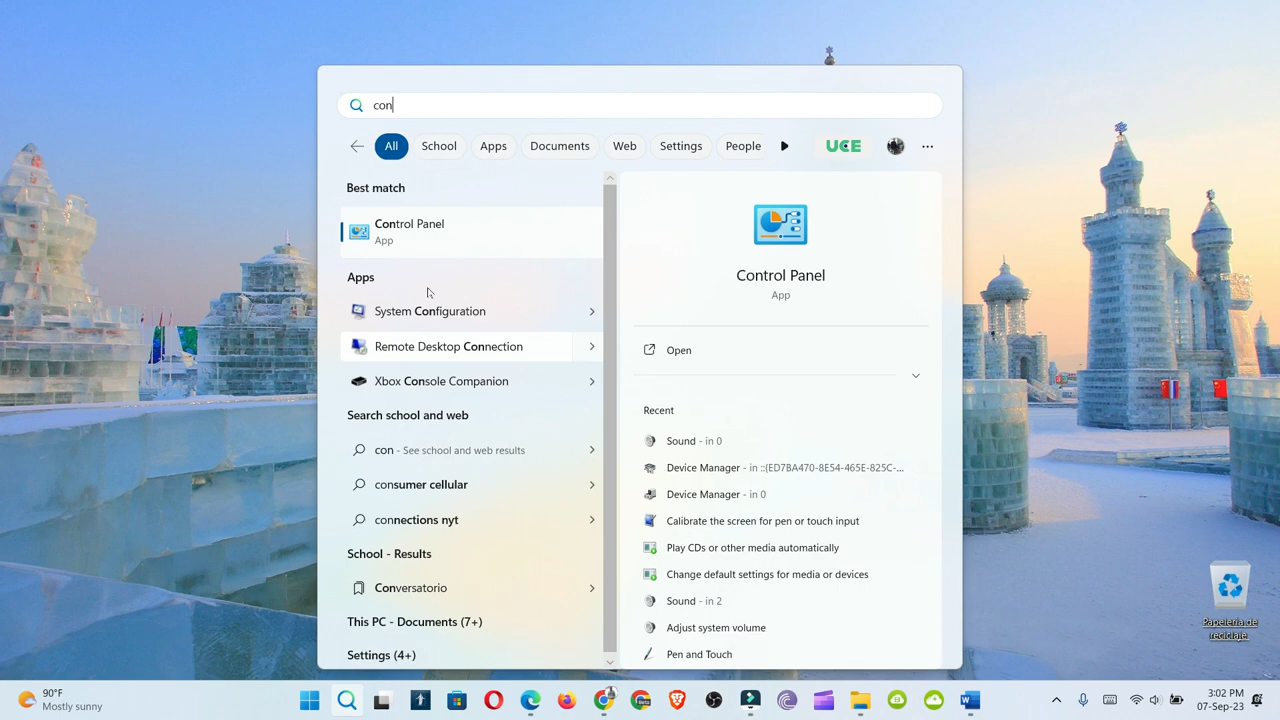 con
All
School
Apps
Documents
Web
Settings
People
UCE
Best match
Control Panel
App
Apps
System Configuration
Remote Desktop Connection
Xbox Console Companion
Search school and web
con - See school and web results
consumer cellular
connections nyt
School - Results
Conversatorio
This PC - Documents (7+)
Settings (4+)
Control Panel
App
Open
Recent
Sound - in 0
Device Manager - in ::(ED7BA470-8E54-465E-825C-...
Device Manager - in 0
Calibrate the screen for pen or touch input
Play CDs or other media automatically
Change default settings for media or devices
Sound - in 2
Adjust system volume
Pen and Touch
Papelería de
reciclaje
90°F
Mostly sunny
3:02 PM
07-Sep-23